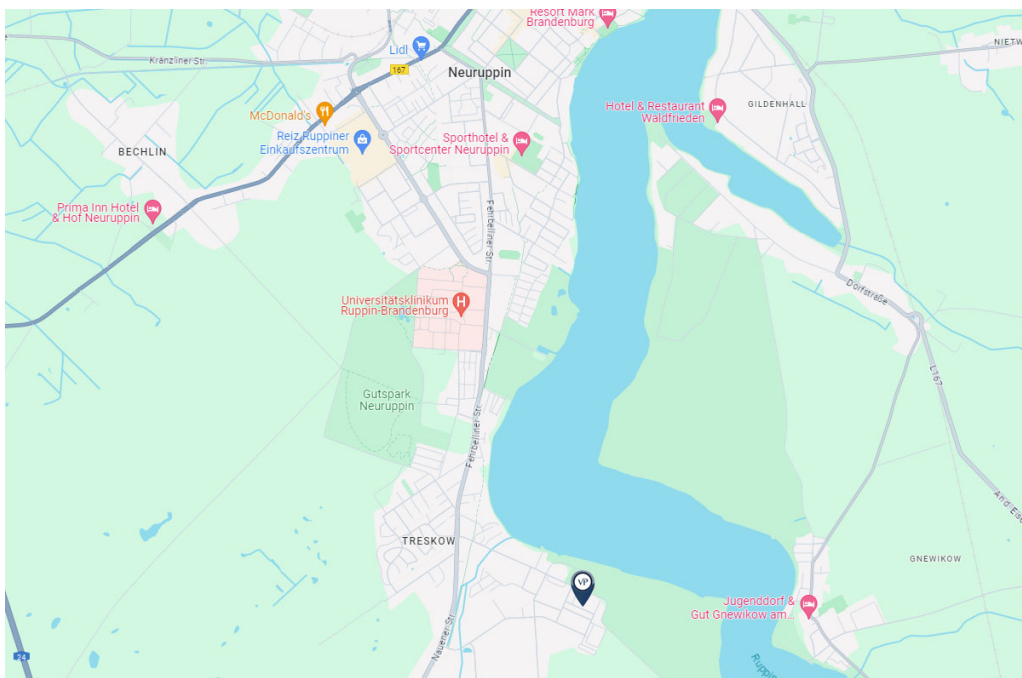 Resort Mark
Brandenburg
NIETW
Kränzliner Str.
Lidl
167
Neuruppin
Hotel & Restaurant
Waldfrieden
GILDENHALL
McDonald's
Reiz Ruppiner
Einkaufszentrum
Sporthotel &
Sportcenter Neuruppin
BECHLIN
Prima Inn Hotel
& Hof Neuruppin
Fehrbelliner Str.
Universitätsklinikum
Ruppin-Brandenburg
H
Dorfstraße
L167
Gutspark
Neuruppin
Fehrbelliner Str.
TRESKOW
GNEWIKOW
VP
Jugenddorf &
Gut Gnewikow am...
Nauener Str.
24